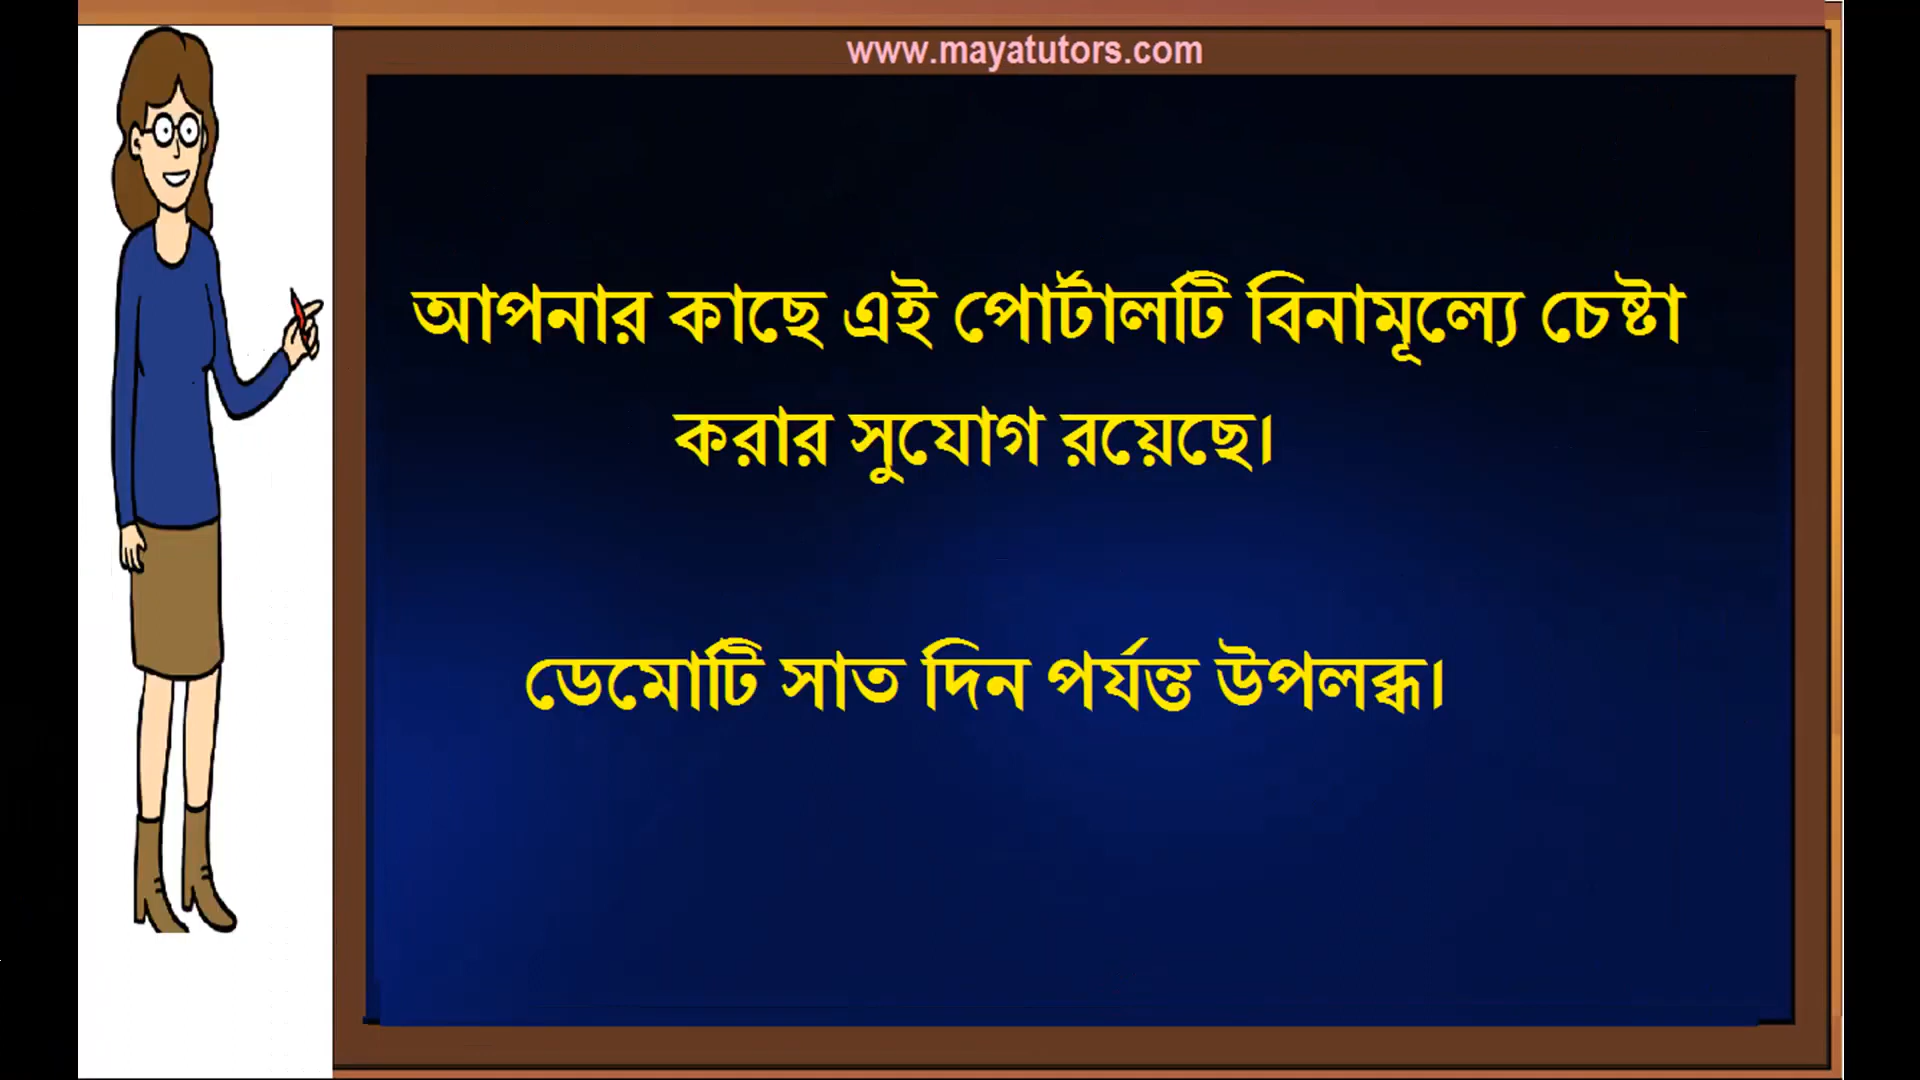 www.mayatutors.com
আপনার কাছে এই পোর্টালটি বিনামূল্যে চেষ্টা
করার সুযোগ রয়েছে।
ডেমোটি সাত দিন পর্যন্ত উপলব্ধ।